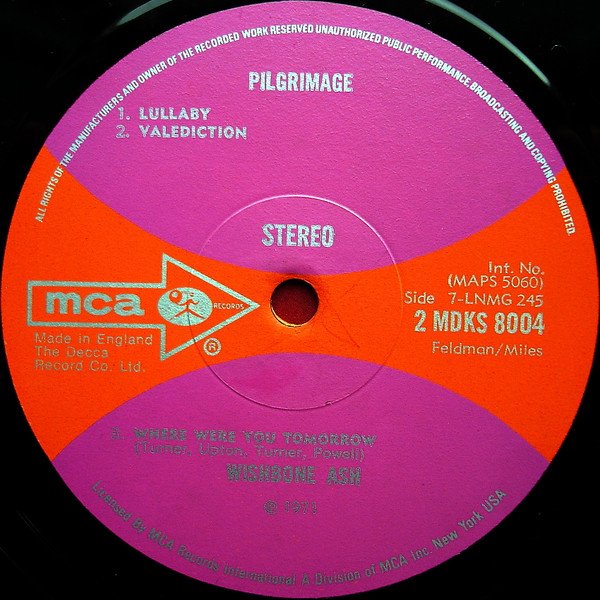 ALL RIGHTS OF THE MANUFACTURERS AND OWNER OF THE RECORDED WORK RESERVED UNAUTHORIZED PUBLIC PERFORMANCE, BROADCASTING AND COPYING PROHIBITED.
PILGRIMAGE
1. LULLABY
2. VALEDICTION
STEREO
mca RECORDS
®
Made in England
The Decca
Record Co. Ltd.
Int. No.
(MAPS 5060)
Side 7-LNMG 245
2 MDKS 8004
Feldman/Miles
3. WHERE WERE YOU TOMORROW
(Turner, Upton, Turner, Powell)
WISHBONE ASH
℗ 1971
Licensed By MCA Records International A Division of MCA Inc. New York USA